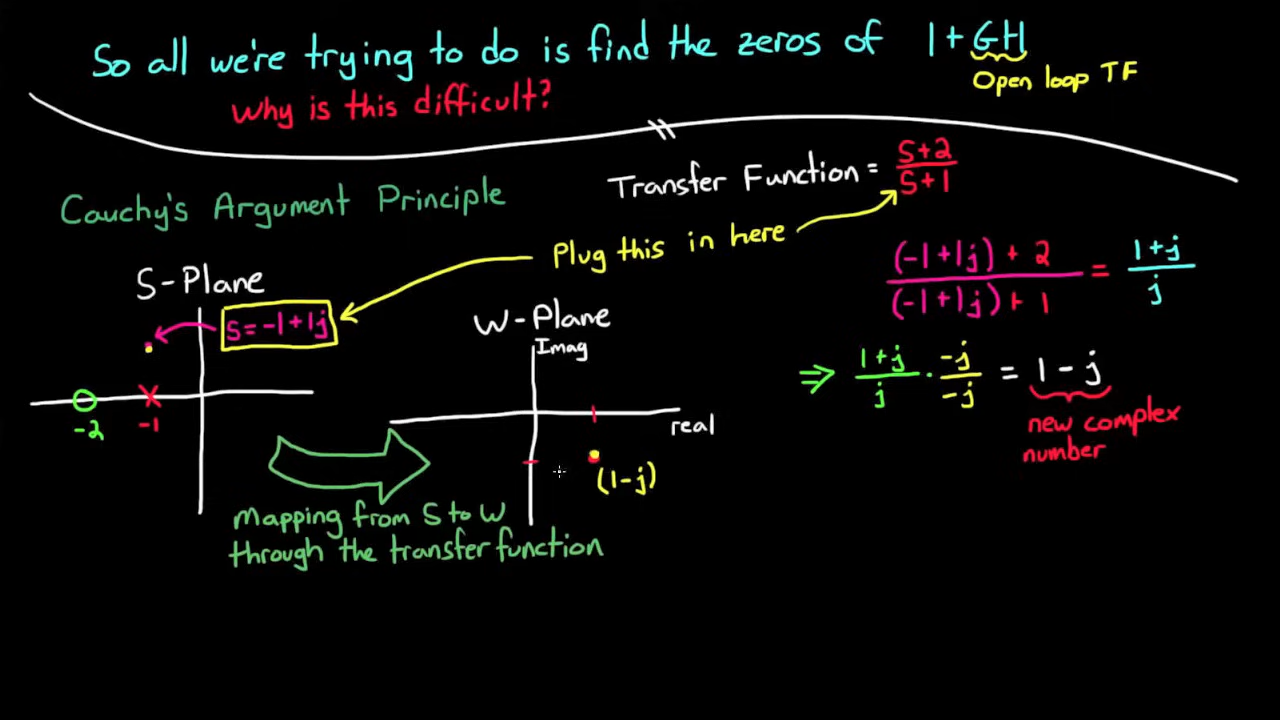 So all we're trying to do is find the zeros of 1 + GH
Open loop TF
Why is this difficult?
Cauchy's Argument Principle
Transfer Function = S+2 / S+1
Plug this in here
S-Plane
S = -1 + 1j
-2
-1
W-Plane
Imag
real
(1-j)
Mapping from S to W
through the transfer function
(-1 + 1j) + 2 / (-1 + 1j) + 1 = 1+j / j
⇒ 1+j / j · -j / -j = 1 - j
new complex
number